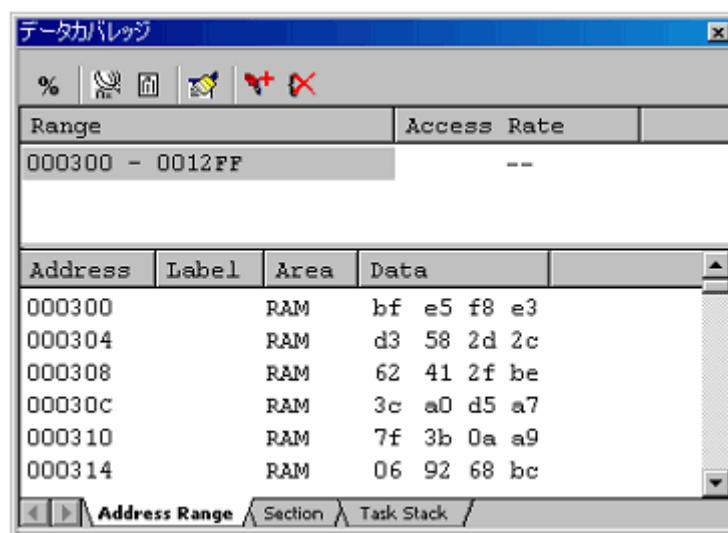 データカバレッジ
%
Range Access Rate
000300 - 0012FF --
Address Label Area Data
000300 RAM bf e5 f8 e3
000304 RAM d3 58 2d 2c
000308 RAM 62 41 2f be
00030C RAM 3c a0 d5 a7
000310 RAM 7f 3b 0a a9
000314 RAM 06 92 68 bc
Address Range Section Task Stack